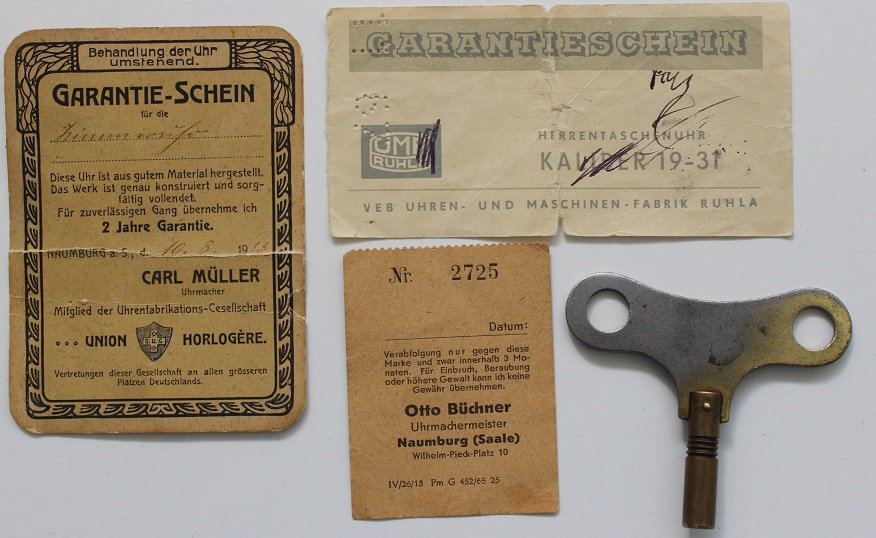 Behandlung der Uhr
umstehend.
GARANTIE-SCHEIN
für die
Zimmeruhr
Diese Uhr ist aus gutem Material hergestellt.
Das Werk ist genau konstruiert und sorg-
fältig vollendet.
Für zuverlässigen Gang übernehme ich
2 Jahre Garantie.
NAUMBURG a. S., d. 10. 8. 1913
CARL MÜLLER
Uhrmacher
Mitglied der Uhrenfabrikations-Gesellschaft
... UNION HORLOGÈRE.
Vertretungen dieser Gesellschaft an allen grösseren
Plätzen Deutschlands.
GARANTIESCHEIN
UMF
RUHLA
HERRENTASCHENUHR
KALIBER 19-31
VEB UHREN- UND MASCHINEN-FABRIK RUHLA
Nr. 2725
Datum:
Verabfolgung nur gegen diese
Marke und zwar innerhalb 3 Mo-
naten. Für Einbruch, Beraubung
oder höhere Gewalt kann ich keine
Gewähr übernehmen.
Otto Büchner
Uhrmachermeister
Naumburg (Saale)
Wilhelm-Pieck-Platz 10
IV/26/13 Pm G 452/65 25